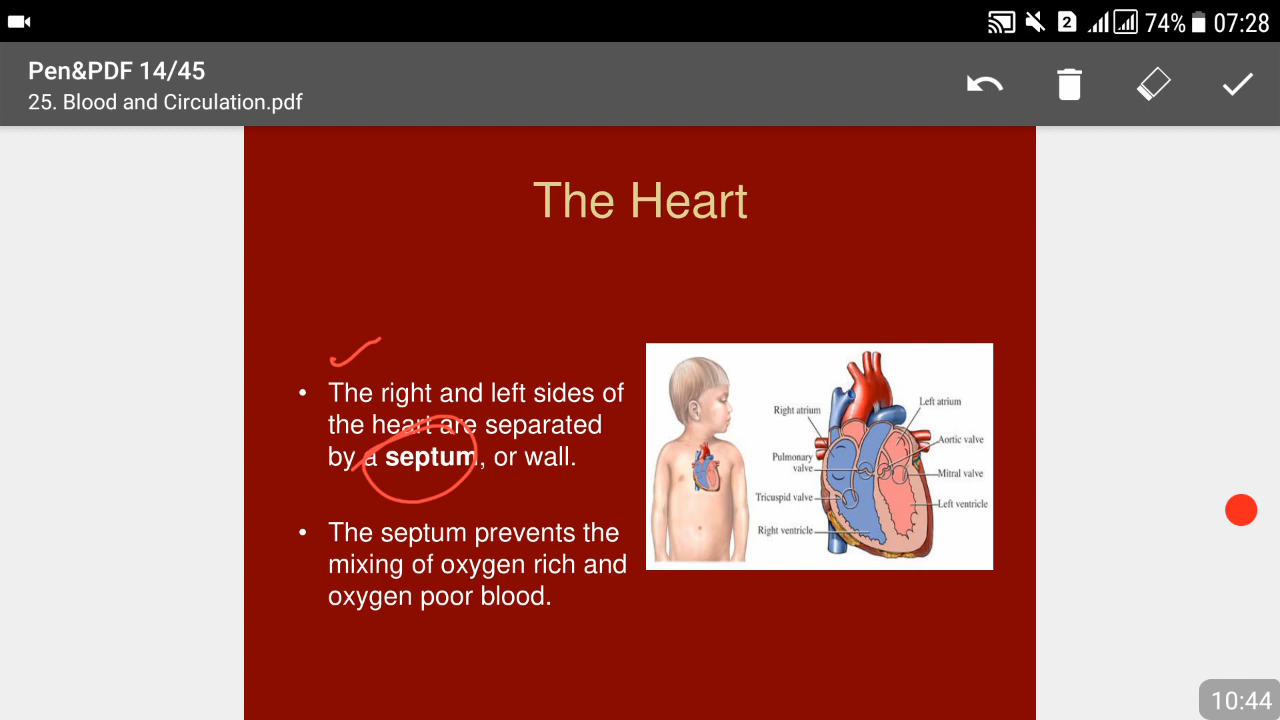 2 74% 07:28
Pen&PDF 14/45
25. Blood and Circulation.pdf
The Heart
• The right and left sides of
the heart are separated
by a septum, or wall.
• The septum prevents the
mixing of oxygen rich and
oxygen poor blood.
Right atrium
Left atrium
Aortic valve
Pulmonary
valve
Mitral valve
Tricuspid valve
Left ventricle
Right ventricle
10:44